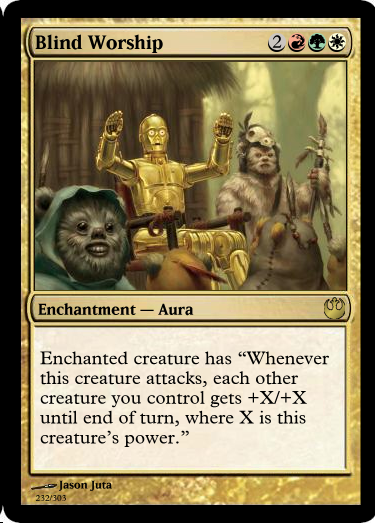 Blind Worship 2
Enchantment — Aura
Enchanted creature has “Whenever
this creature attacks, each other
creature you control gets +X/+X
until end of turn, where X is this
creature’s power.”
Jason Juta
232/303